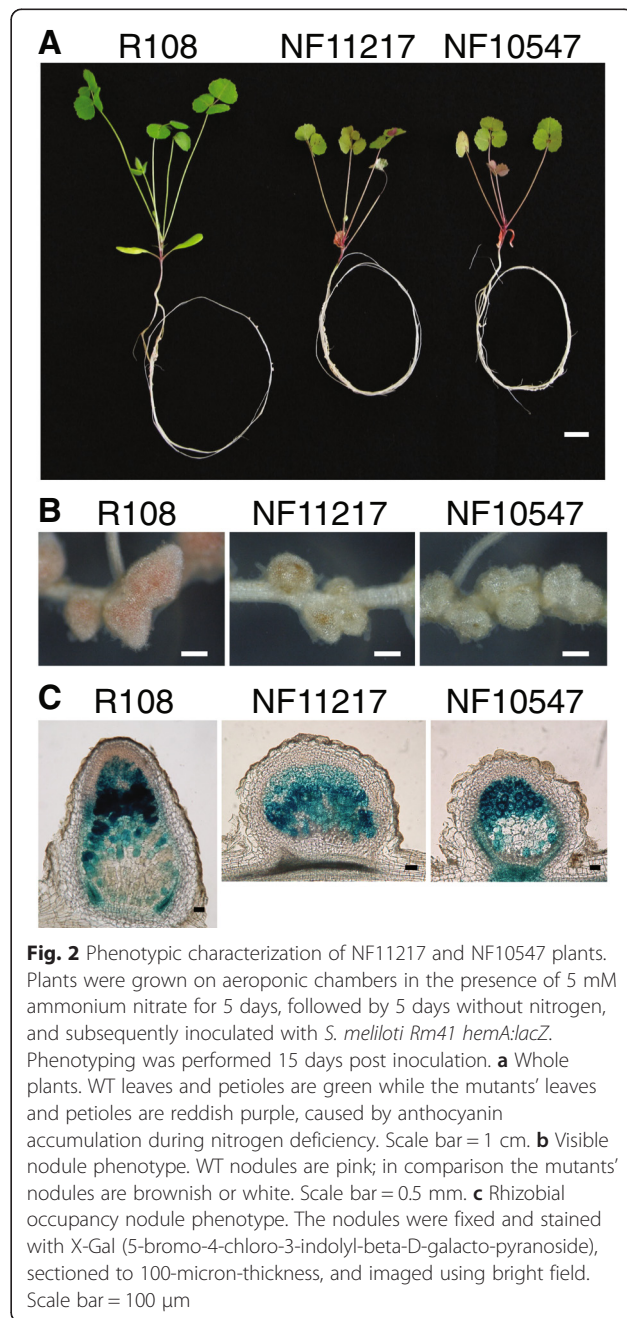 A
R108 NF11217 NF10547
B
R108 NF11217 NF10547
C
R108 NF11217 NF10547
Fig. 2 Phenotypic characterization of NF11217 and NF10547 plants.
Plants were grown on aeroponic chambers in the presence of 5 mM
ammonium nitrate for 5 days, followed by 5 days without nitrogen,
and subsequently inoculated with S. meliloti Rm41 hemA:lacZ.
Phenotyping was performed 15 days post inoculation. a Whole
plants. WT leaves and petioles are green while the mutants’ leaves
and petioles are reddish purple, caused by anthocyanin
accumulation during nitrogen deficiency. Scale bar = 1 cm. b Visible
nodule phenotype. WT nodules are pink; in comparison the mutants’
nodules are brownish or white. Scale bar = 0.5 mm. c Rhizobial
occupancy nodule phenotype. The nodules were fixed and stained
with X-Gal (5-bromo-4-chloro-3-indolyl-beta-D-galacto-pyranoside),
sectioned to 100-micron-thickness, and imaged using bright field.
Scale bar = 100 μm